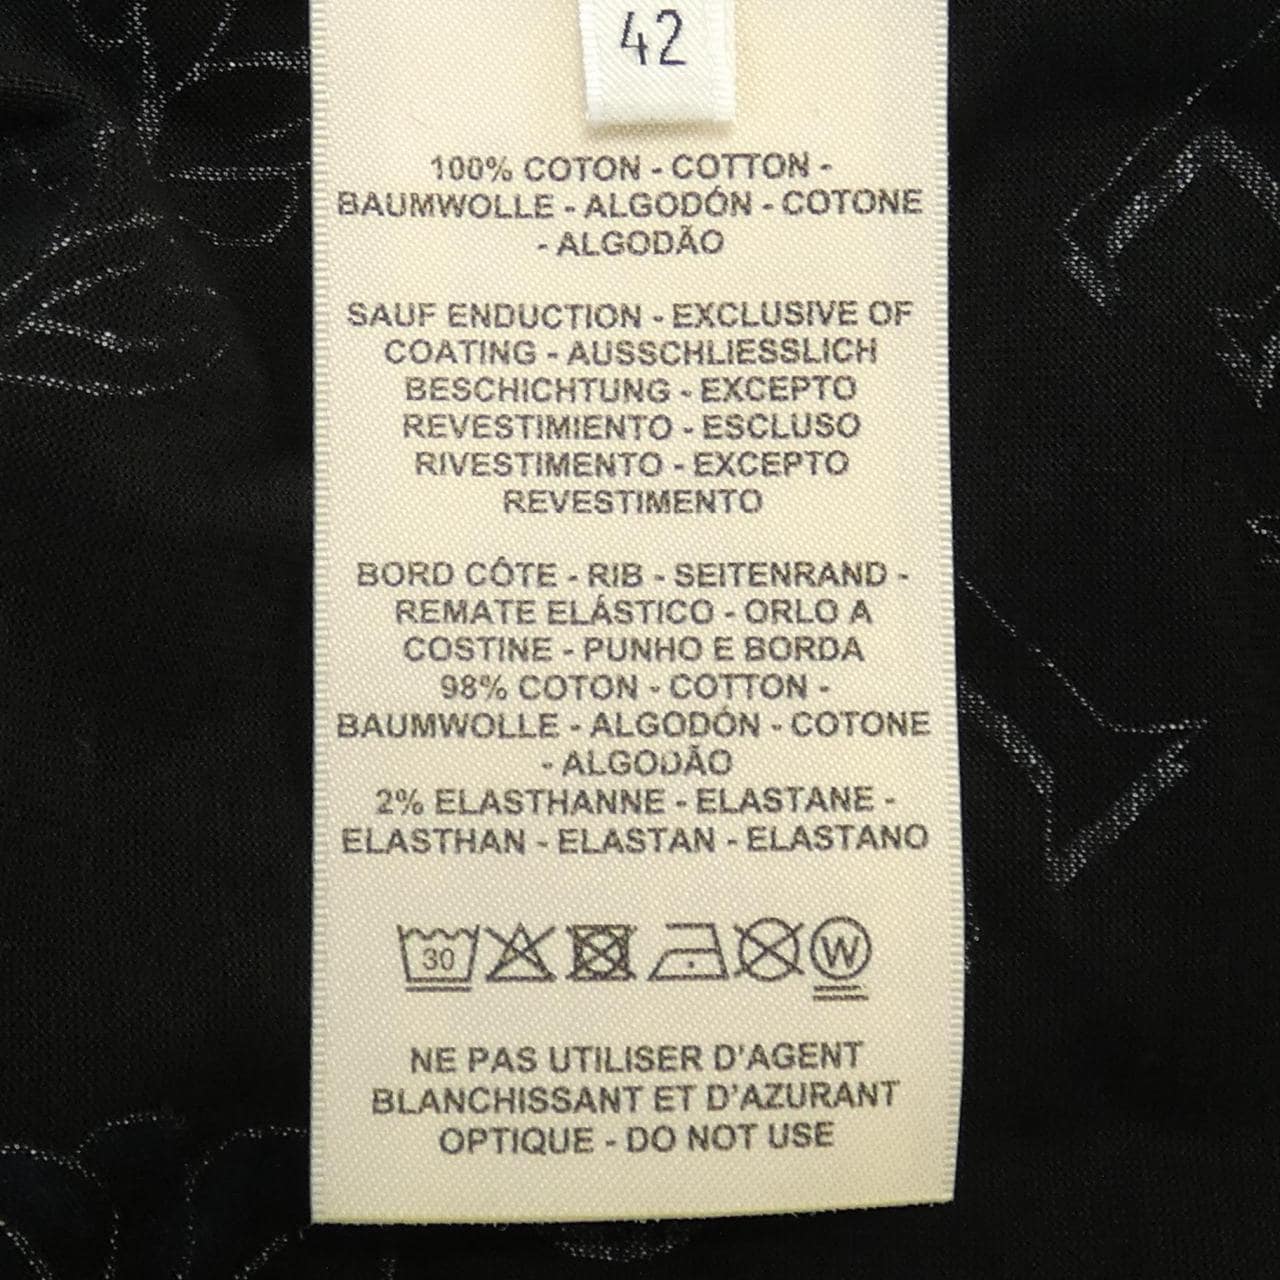 42
100% COTON - COTTON -
BAUMWOLLE - ALGODÓN - COTONE
- ALGODÃO
SAUF ENDUCTION - EXCLUSIVE OF
COATING - AUSSCHLIESSLICH
BESCHICHTUNG - EXCEPTO
REVESTIMIENTO - ESCLUSO
RIVESTIMENTO - EXCEPTO
REVESTIMENTO
BORD CÔTE - RIB - SEITENRAND -
REMATE ELÁSTICO - ORLO A
COSTINE - PUNHO E BORDA
98% COTON - COTTON -
BAUMWOLLE - ALGODÓN - COTONE
- ALGODÃO
2% ELASTHANNE - ELASTANE -
ELASTHAN - ELASTAN - ELASTANO
30 W
NE PAS UTILISER D'AGENT
BLANCHISSANT ET D'AZURANT
OPTIQUE - DO NOT USE